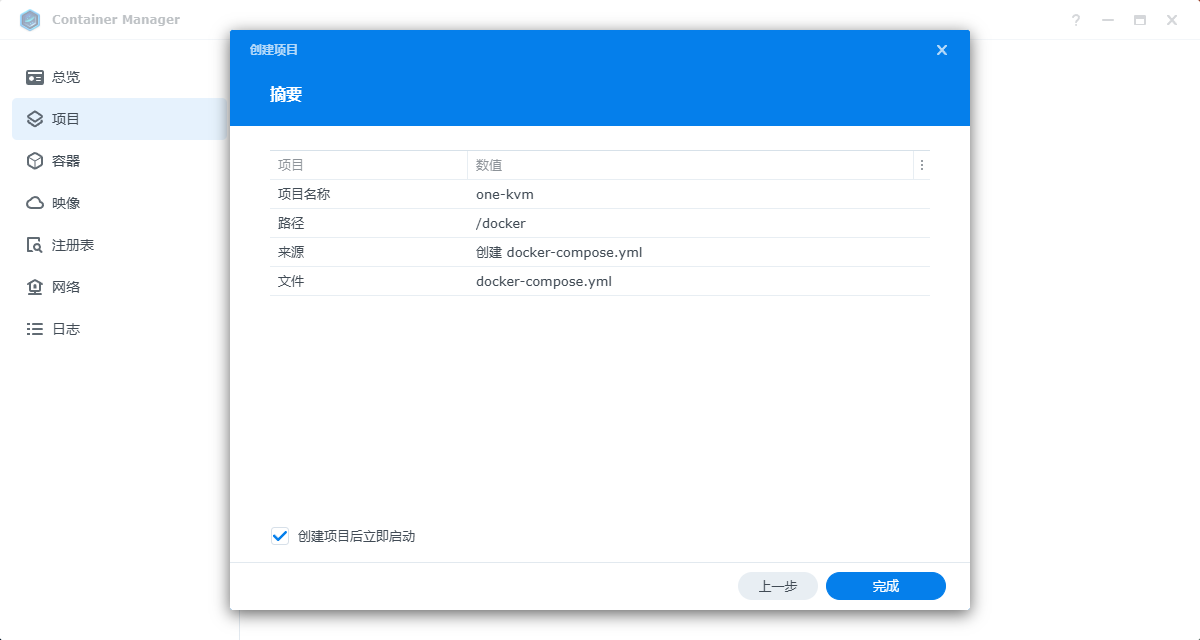 Container Manager
?
总览
项目
容器
映像
注册表
网络
日志
创建项目
摘要
项目 数值
项目名称 one-kvm
路径 /docker
来源 创建 docker-compose.yml
文件 docker-compose.yml
创建项目后立即启动
上一步 完成